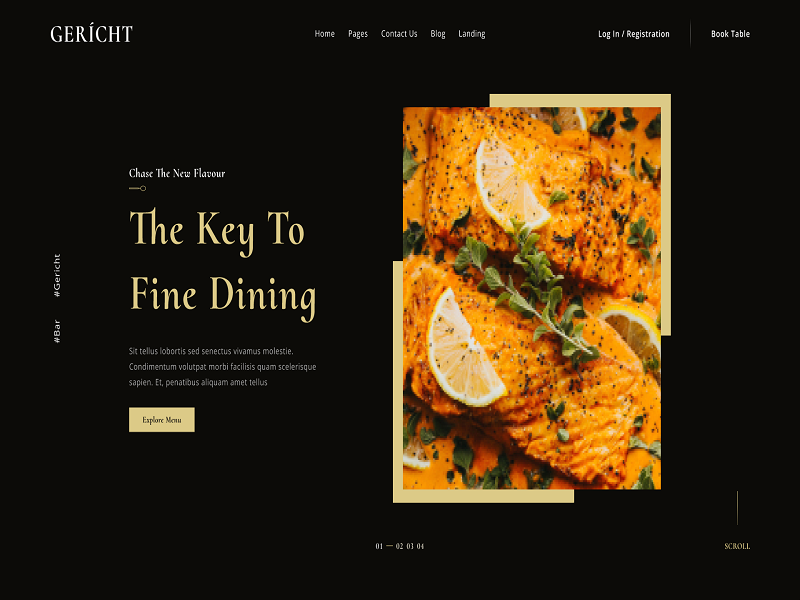 GERÍCHT
Home Pages Contact Us Blog Landing
Log In / Registration
Book Table
Chase The New Flavour
The Key To
Fine Dining
Sit tellus lobortis sed senectus vivamus molestie.
Condimentum volutpat morbi facilisis quam scelerisque
sapien. Et, penatibus aliquam amet tellus
Explore Menu
#Gericht
#Bar
01 — 02 03 04
SCROLL